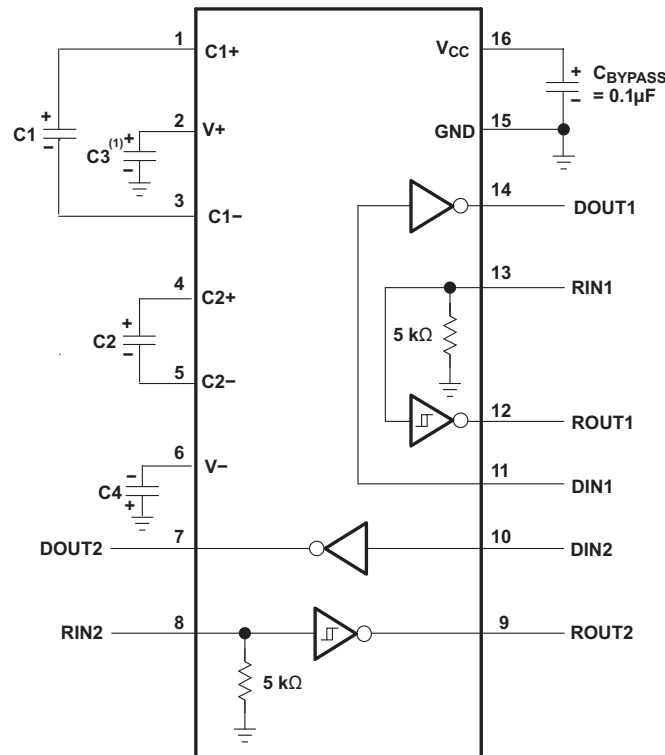 1
C1+
VCC
16
+
CBYPASS
= 0.1µF
−
+
C1
−
2
V+
C3(1)
+
−
GND
15
3
C1−
14
DOUT1
4
C2+
13
RIN1
+
C2
−
5 kΩ
5
C2−
12
ROUT1
6
V−
11
DIN1
−
C4
+
DOUT2
7
10
DIN2
RIN2
8
9
ROUT2
5 kΩ